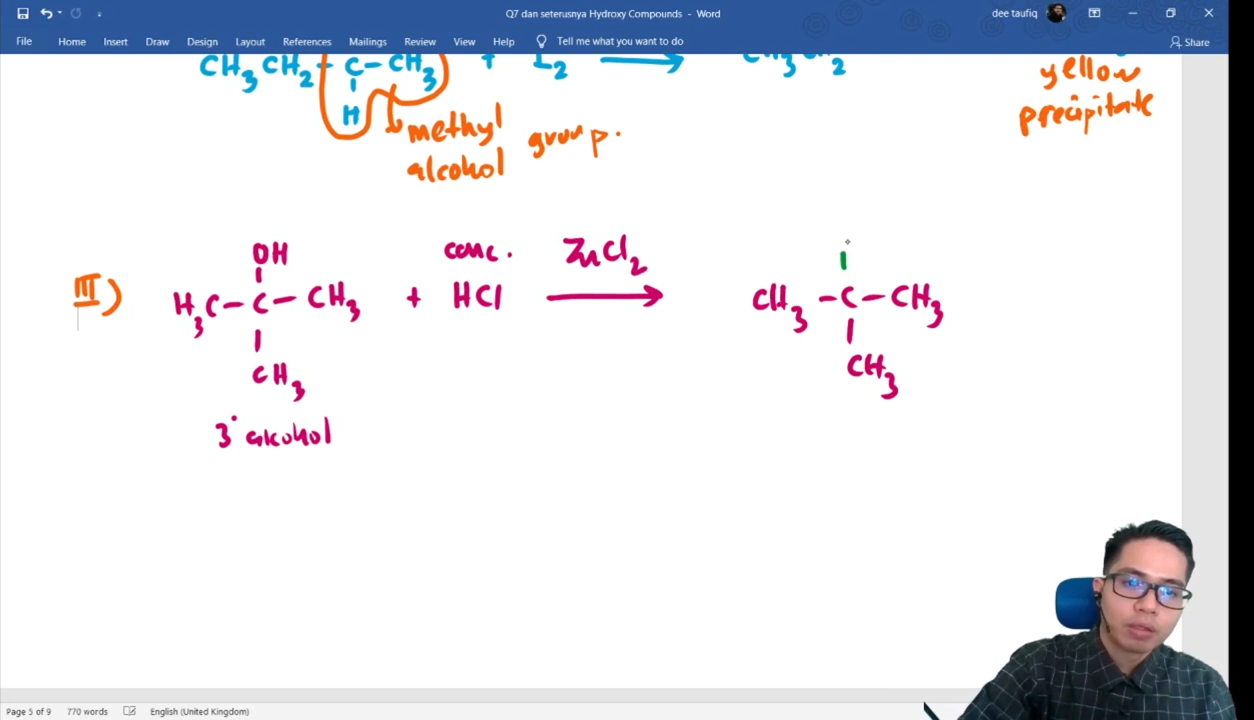 Q7 dan seterusnya Hydroxy Compounds - Word
dee taufiq
File Home Insert Draw Design Layout References Mailings Review View Help Tell me what you want to do
Share
CH3CH2-C-CH3 + I2 → CH3CH2
H
yellow
precipitate
methyl group.
alcohol
OH
conc. ZnCl2
III) H3C-C-CH3 + HCl → CH3-C-CH3
CH3
CH3
3° alcohol
Page 5 of 9 770 words English (United Kingdom)